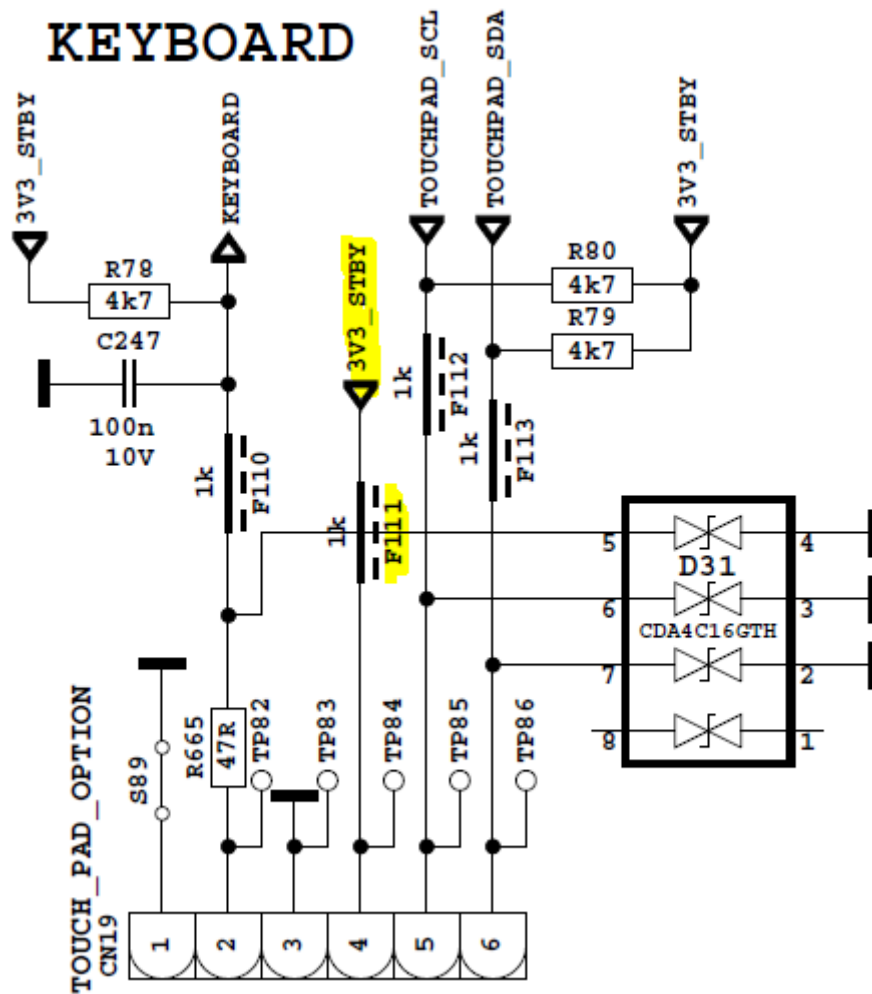 KEYBOARD
3V3_STBY
KEYBOARD
TOUCHPAD_SCL
TOUCHPAD_SDA
3V3_STBY
3V3_STBY
R78
4k7
R80
4k7
R79
4k7
C247
100n
10V
1k
F110
1k
F111
1k
F112
1k
F113
5
4
D31
6
3
CDA4C16GTH
7
2
8
1
S89
R665
47R
TP82
TP83
TP84
TP85
TP86
TOUCH_PAD_OPTION
CN19
1
2
3
4
5
6